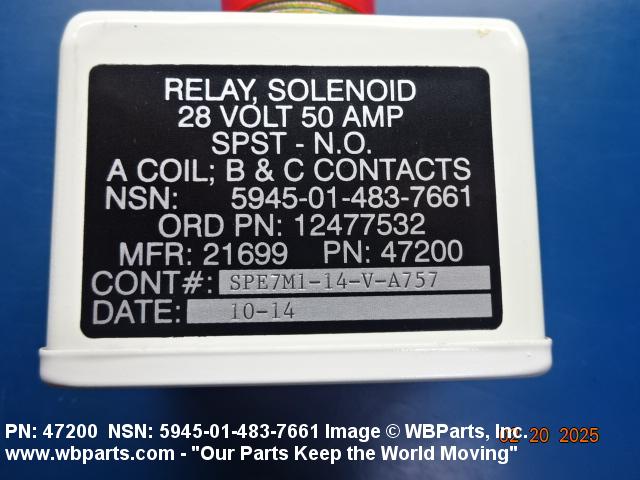 RELAY, SOLENOID
28 VOLT 50 AMP
SPST - N.O.
A COIL; B & C CONTACTS
NSN: 5945-01-483-7661
ORD PN: 12477532
MFR: 21699 PN: 47200
CONT#: SPE7M1-14-V-A757
DATE: 10-14
PN: 47200 NSN: 5945-01-483-7661 Image © WBParts, Inc.
02 20 2025
www.wbparts.com - "Our Parts Keep the World Moving"